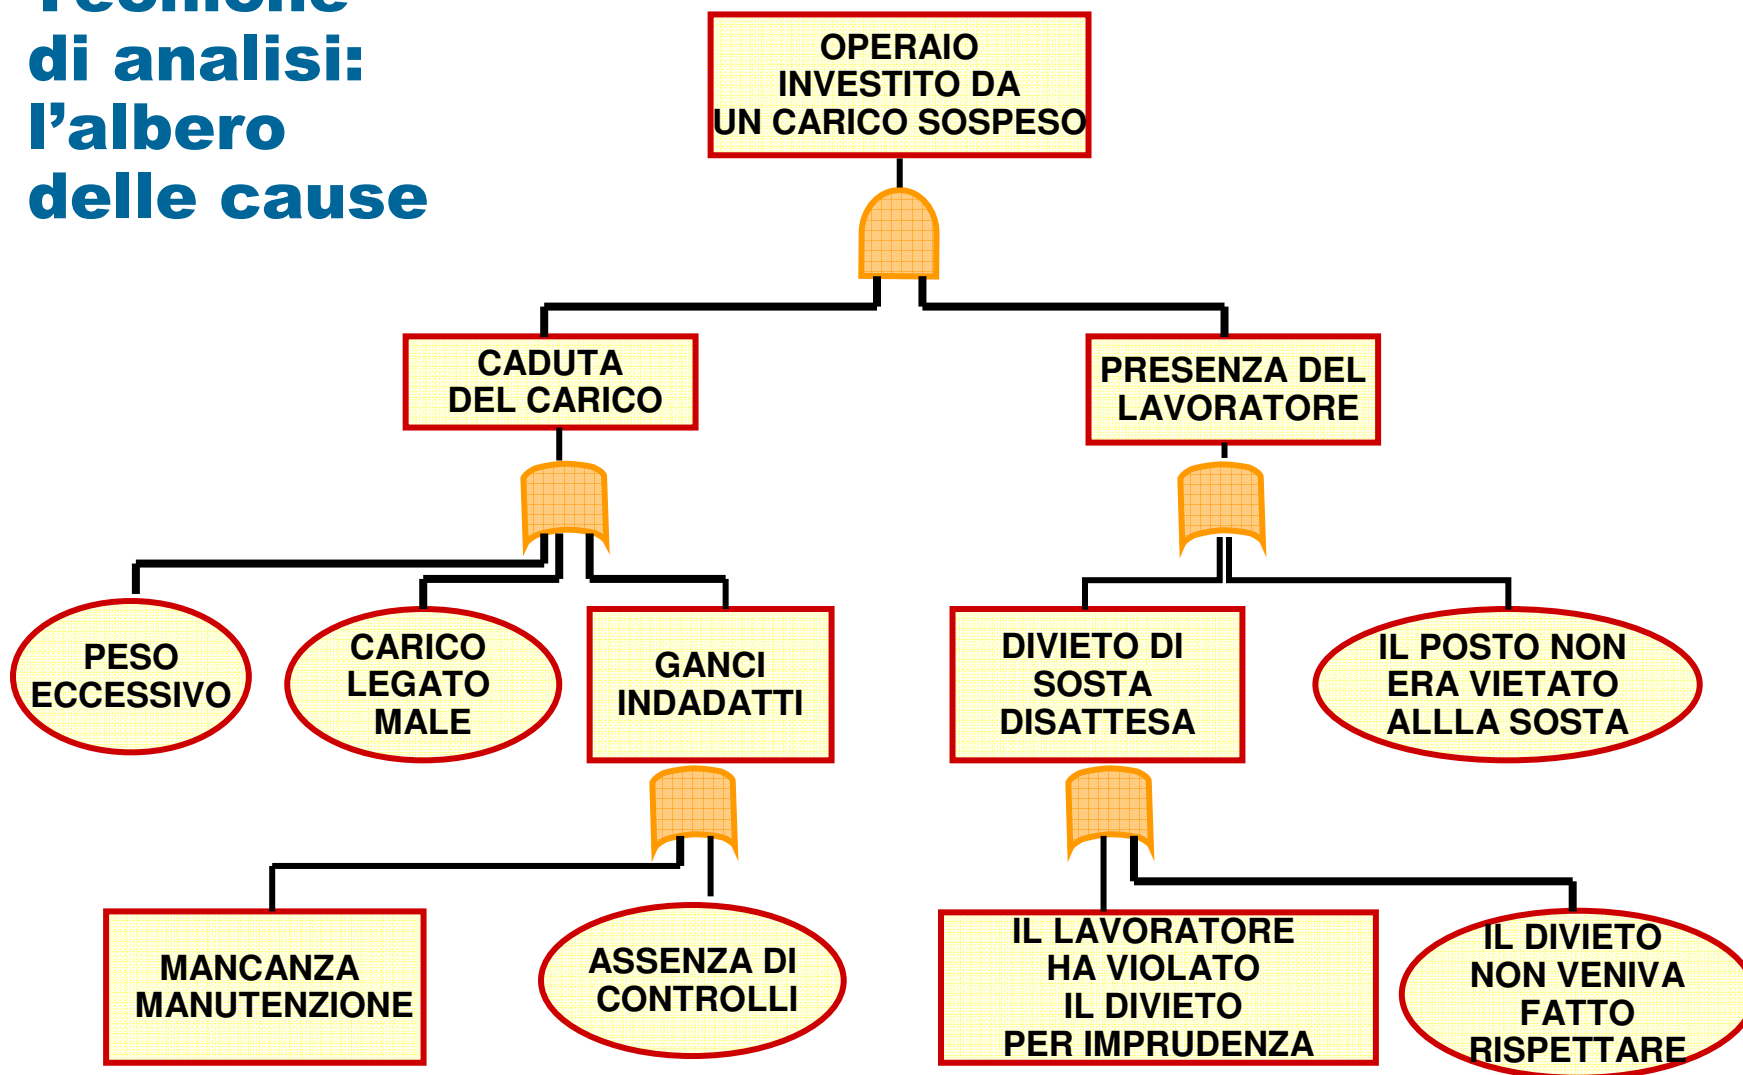 di analisi:
l’albero
delle cause
OPERAIO
INVESTITO DA
UN CARICO SOSPESO
CADUTA
DEL CARICO
PRESENZA DEL
LAVORATORE
PESO
ECCESSIVO
CARICO
LEGATO
MALE
GANCI
INDADATTI
DIVIETO DI
SOSTA
DISATTESA
IL POSTO NON
ERA VIETATO
ALLLA SOSTA
MANCANZA
MANUTENZIONE
ASSENZA DI
CONTROLLI
IL LAVORATORE
HA VIOLATO
IL DIVIETO
PER IMPRUDENZA
IL DIVIETO
NON VENIVA
FATTO
RISPETTARE